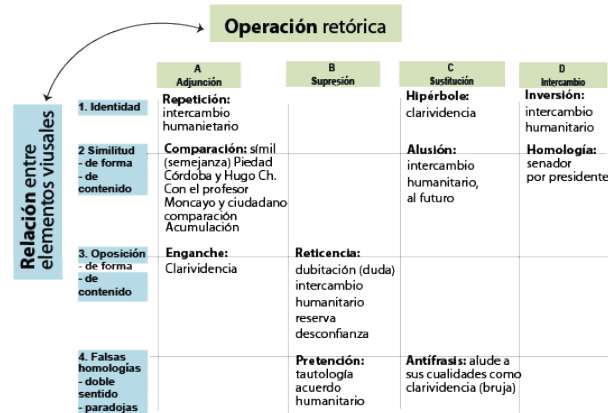 Operación retórica
Relación entre
elementos viusales
A
Adjunción
B
Supresión
C
Sustitución
D
Intercambio
1. Identidad
Repetición:
intercambio
humanietario
Hipérbole:
clarividencia
Inversión:
intercambio
humanitario
2 Similitud
- de forma
- de
contenido
Comparación: símil
(semejanza) Piedad
Córdoba y Hugo Ch.
Con el profesor
Moncayo y ciudadano
comparación
Acumulación
Alusión:
intercambio
humanitario,
al futuro
Homología:
senador
por presidente
3. Oposición
- de forma
- de
contenido
Enganche:
Clarividencia
Reticencia:
dubitación (duda)
intercambio
humanitario
reserva
desconfianza
4. Falsas
homologías
- doble
sentido
- paradojas
Pretención:
tautología
acuerdo
humanitario
Antífrasis: alude a
sus cualidades como
clarividencia (bruja)